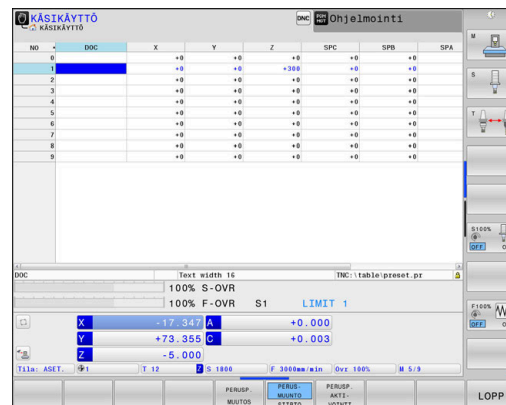 KÄSIKÄYTTÖ
KÄSIKÄYTTÖ
DNC
Ohjelmointi
NO DOC X Y Z SPC SPB SPA
0 +0 +0 +0 +0 +0
1 +0 +0 +300 +0 +0
2 +0 +0 +0 +0 +0
3 +0 +0 +0 +0 +0
4 +0 +0 +0 +0 +0
5 +0 +0 +0 +0 +0
6 +0 +0 +0 +0 +0
7 +0 +0 +0 +0 +0
8 +0 +0 +0 +0 +0
9 +0 +0 +0 +0 +0
DOC Text width 16 TNC:\table\preset.pr
100% S-OVR
100% F-OVR S1 LIMIT 1
X -17.347 A +0.000
Y +73.355 C +0.003
Z -5.000
Tila: ASET. 1 T 12 Z S 1800 F 3000mm/min Ovr 100% M 5/9
PERUSP. MUUTOS
PERUS- MUUNTO SIIRTO
PERUSP. AKTI- VOINTI
LOPP
M
S
T
S100%
OFF
F100%
OFF